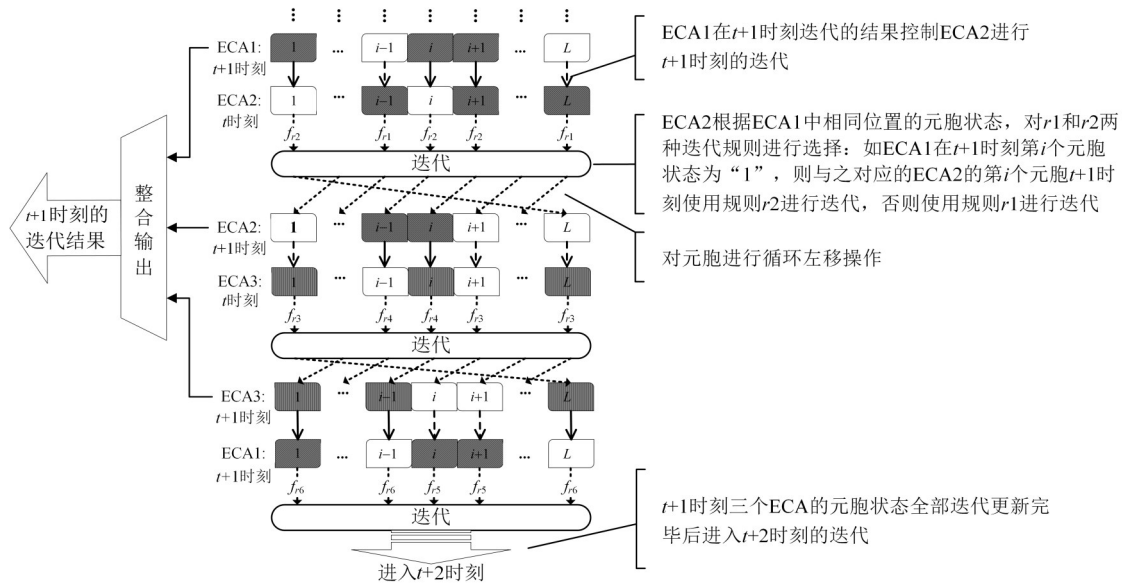 ECA1: 1 ... i−1 i i+1 ... L
t+1时刻
ECA2: 1 ... i−1 i i+1 ... L
t时刻
fr2 fr1 fr2 fr2 fr1
迭代
ECA2: 1 ... i−1 i i+1 ... L
t+1时刻
ECA3: 1 ... i−1 i i+1 ... L
t时刻
fr3 fr4 fr4 fr3 fr3
迭代
ECA3: 1 ... i−1 i i+1 ... L
t+1时刻
ECA1: 1 ... i−1 i i+1 ... L
t+1时刻
fr6 fr6 fr5 fr5 fr6
迭代
进入t+2时刻
整合输出
t+1时刻的
迭代结果
ECA1在t+1时刻迭代的结果控制ECA2进行
t+1时刻的迭代
ECA2根据ECA1中相同位置的元胞状态，对r1和r2两
种迭代规则进行选择：如ECA1在t+1时刻第i个元胞
状态为“1”，则与之对应的ECA2的第i个元胞t+1时
刻使用规则r2进行迭代，否则使用规则r1进行迭代
对元胞进行循环左移操作
t+1时刻三个ECA的元胞状态全部迭代更新完
毕后进入t+2时刻的迭代